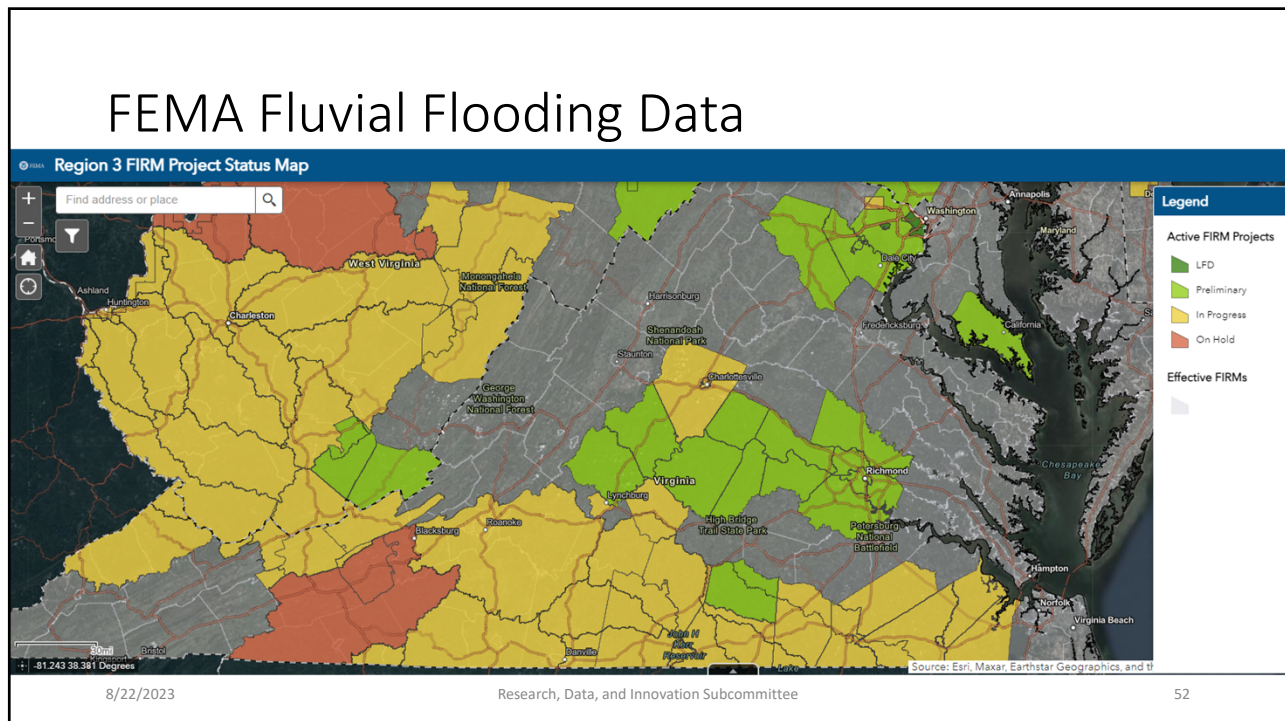 FEMA Fluvial Flooding Data
FEMA Region 3 FIRM Project Status Map
+
Find address or place
−
Annapolis
Washington
Maryland
West Virginia
Dale City
Monongahela
National Forest
Ashland
Huntington
Charleston
Harrisonburg
Fredericksburg
California
Shenandoah
National Park
Staunton
Charlottesville
George
Washington
National Forest
Chesapeake
Bay
Richmond
Virginia
Lynchburg
High Bridge
Trail State Park
Petersburg
National
Battlefield
Blacksburg
Roanoke
Hampton
Norfolk
Virginia Beach
John H
Kerr
Reservoir
Danville
Lake
Bristol
30mi
Kingsport
-81.243 38.381 Degrees
Source: Esri, Maxar, Earthstar Geographics, and th
Legend
Active FIRM Projects
LFD
Preliminary
In Progress
On Hold
Effective FIRMs
8/22/2023
Research, Data, and Innovation Subcommittee
52